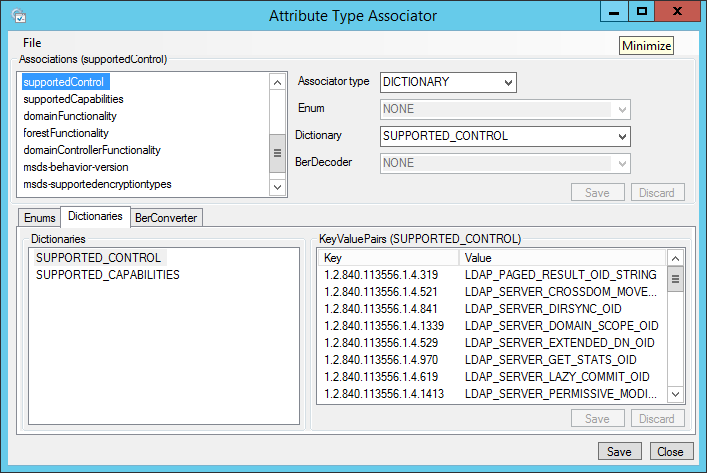 Attribute Type Associator
File
Minimize
Associations (supportedControl)
supportedControl
supportedCapabilities
domainFunctionality
forestFunctionality
domainControllerFunctionality
msds-behavior-version
msds-supportedencryptiontypes
Associator type DICTIONARY
Enum NONE
Dictionary SUPPORTED_CONTROL
BerDecoder NONE
Save Discard
Enums Dictionaries BerConverter
Dictionaries
SUPPORTED_CONTROL
SUPPORTED_CAPABILITIES
KeyValuePairs (SUPPORTED_CONTROL)
Key Value
1.2.840.113556.1.4.319 LDAP_PAGED_RESULT_OID_STRING
1.2.840.113556.1.4.521 LDAP_SERVER_CROSSDOM_MOVE...
1.2.840.113556.1.4.841 LDAP_SERVER_DIRSYNC_OID
1.2.840.113556.1.4.1339 LDAP_SERVER_DOMAIN_SCOPE_OID
1.2.840.113556.1.4.529 LDAP_SERVER_EXTENDED_DN_OID
1.2.840.113556.1.4.970 LDAP_SERVER_GET_STATS_OID
1.2.840.113556.1.4.619 LDAP_SERVER_LAZY_COMMIT_OID
1.2.840.113556.1.4.1413 LDAP_SERVER_PERMISSIVE_MODI...
Save Discard
Save Close